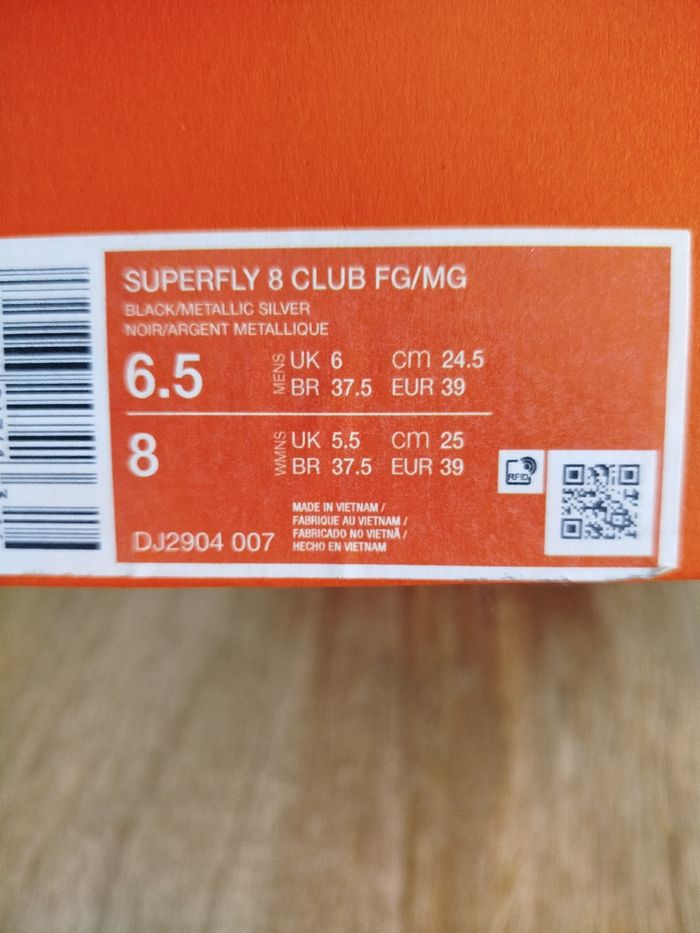 SUPERFLY 8 CLUB FG/MG
BLACK/METALLIC SILVER
NOIR/ARGENT METALLIQUE
6.5 MENS UK 6 cm 24.5
BR 37.5 EUR 39
8 WMNS UK 5.5 cm 25
BR 37.5 EUR 39
RFID
MADE IN VIETNAM /
FABRIQUE AU VIETNAM /
FABRICADO NO VIETNÃ /
HECHO EN VIETNAM
DJ2904 007